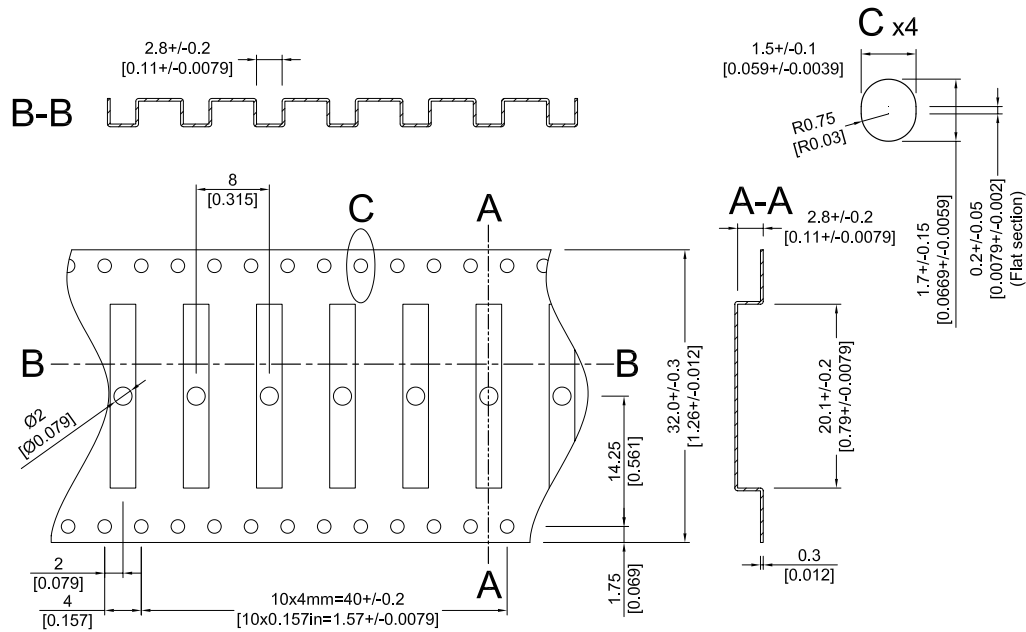 2.8+/-0.2
[0.11+/-0.0079]
B-B
C x4
1.5+/-0.1
[0.059+/-0.0039]
R0.75
[R0.03]
1.7+/-0.15
[0.0669+/-0.0059]
0.2+/-0.05
[0.0079+/-0.002]
(Flat section)
8
[0.315]
C
A
A-A
2.8+/-0.2
[0.11+/-0.0079]
B
B
Ø2
[Ø0.079]
14.25
[0.561]
32.0+/-0.3
[1.26+/-0.012]
20.1+/-0.2
[0.79+/-0.0079]
2
[0.079]
4
[0.157]
10x4mm=40+/-0.2
[10x0.157in=1.57+/-0.0079]
A
1.75
[0.069]
0.3
[0.012]